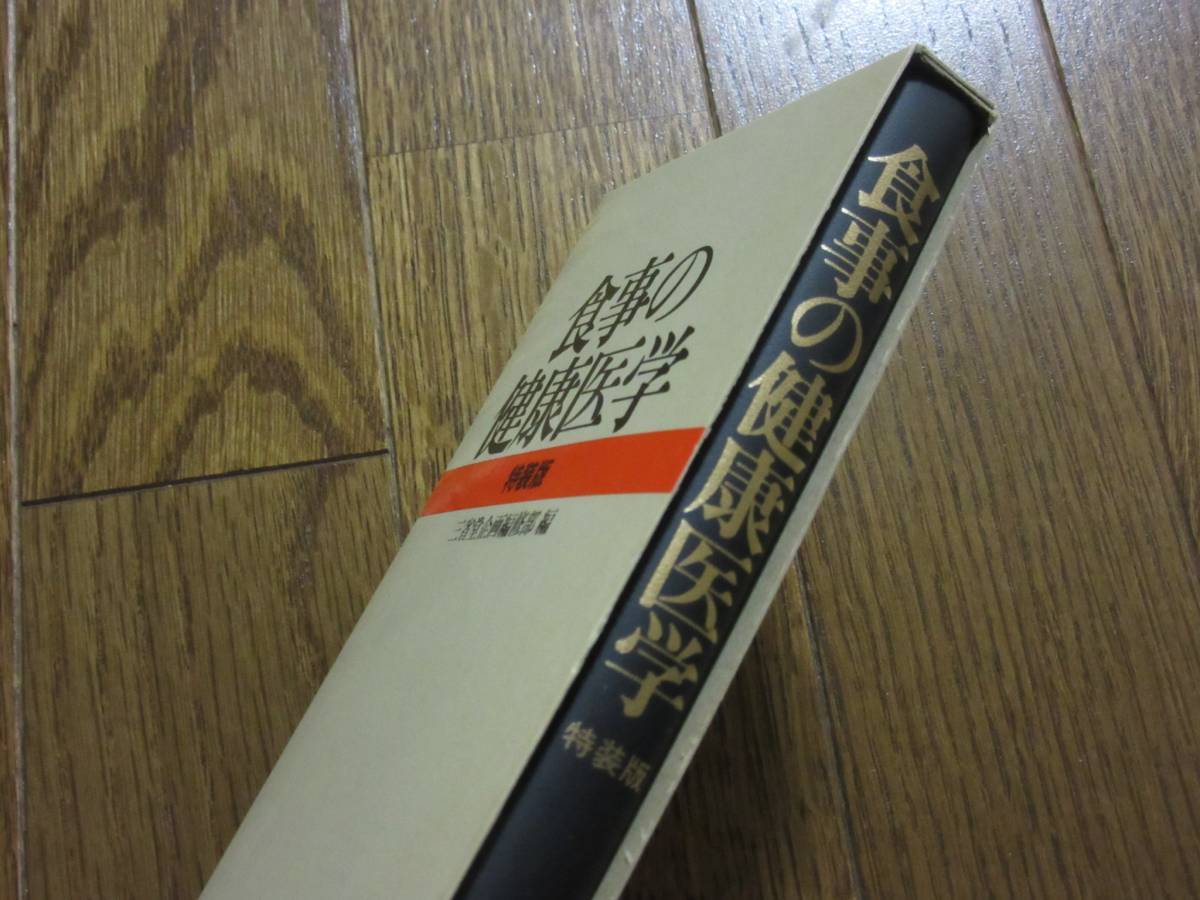 食事の
健康医学
特装版
三省堂企画編修部 編
食事の健康医学
特装版